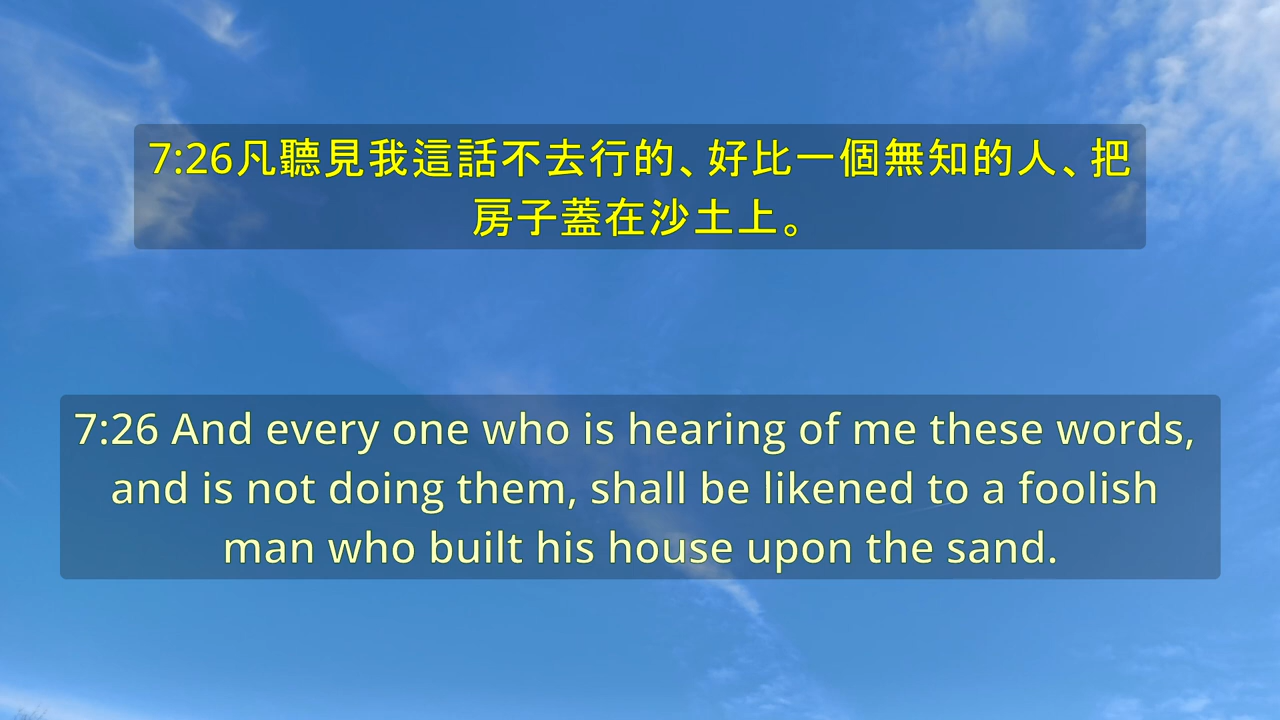 7:26凡聽見我這話不去行的、好比一個無知的人、把
房子蓋在沙土上。
7:26 And every one who is hearing of me these words,
and is not doing them, shall be likened to a foolish
man who built his house upon the sand.